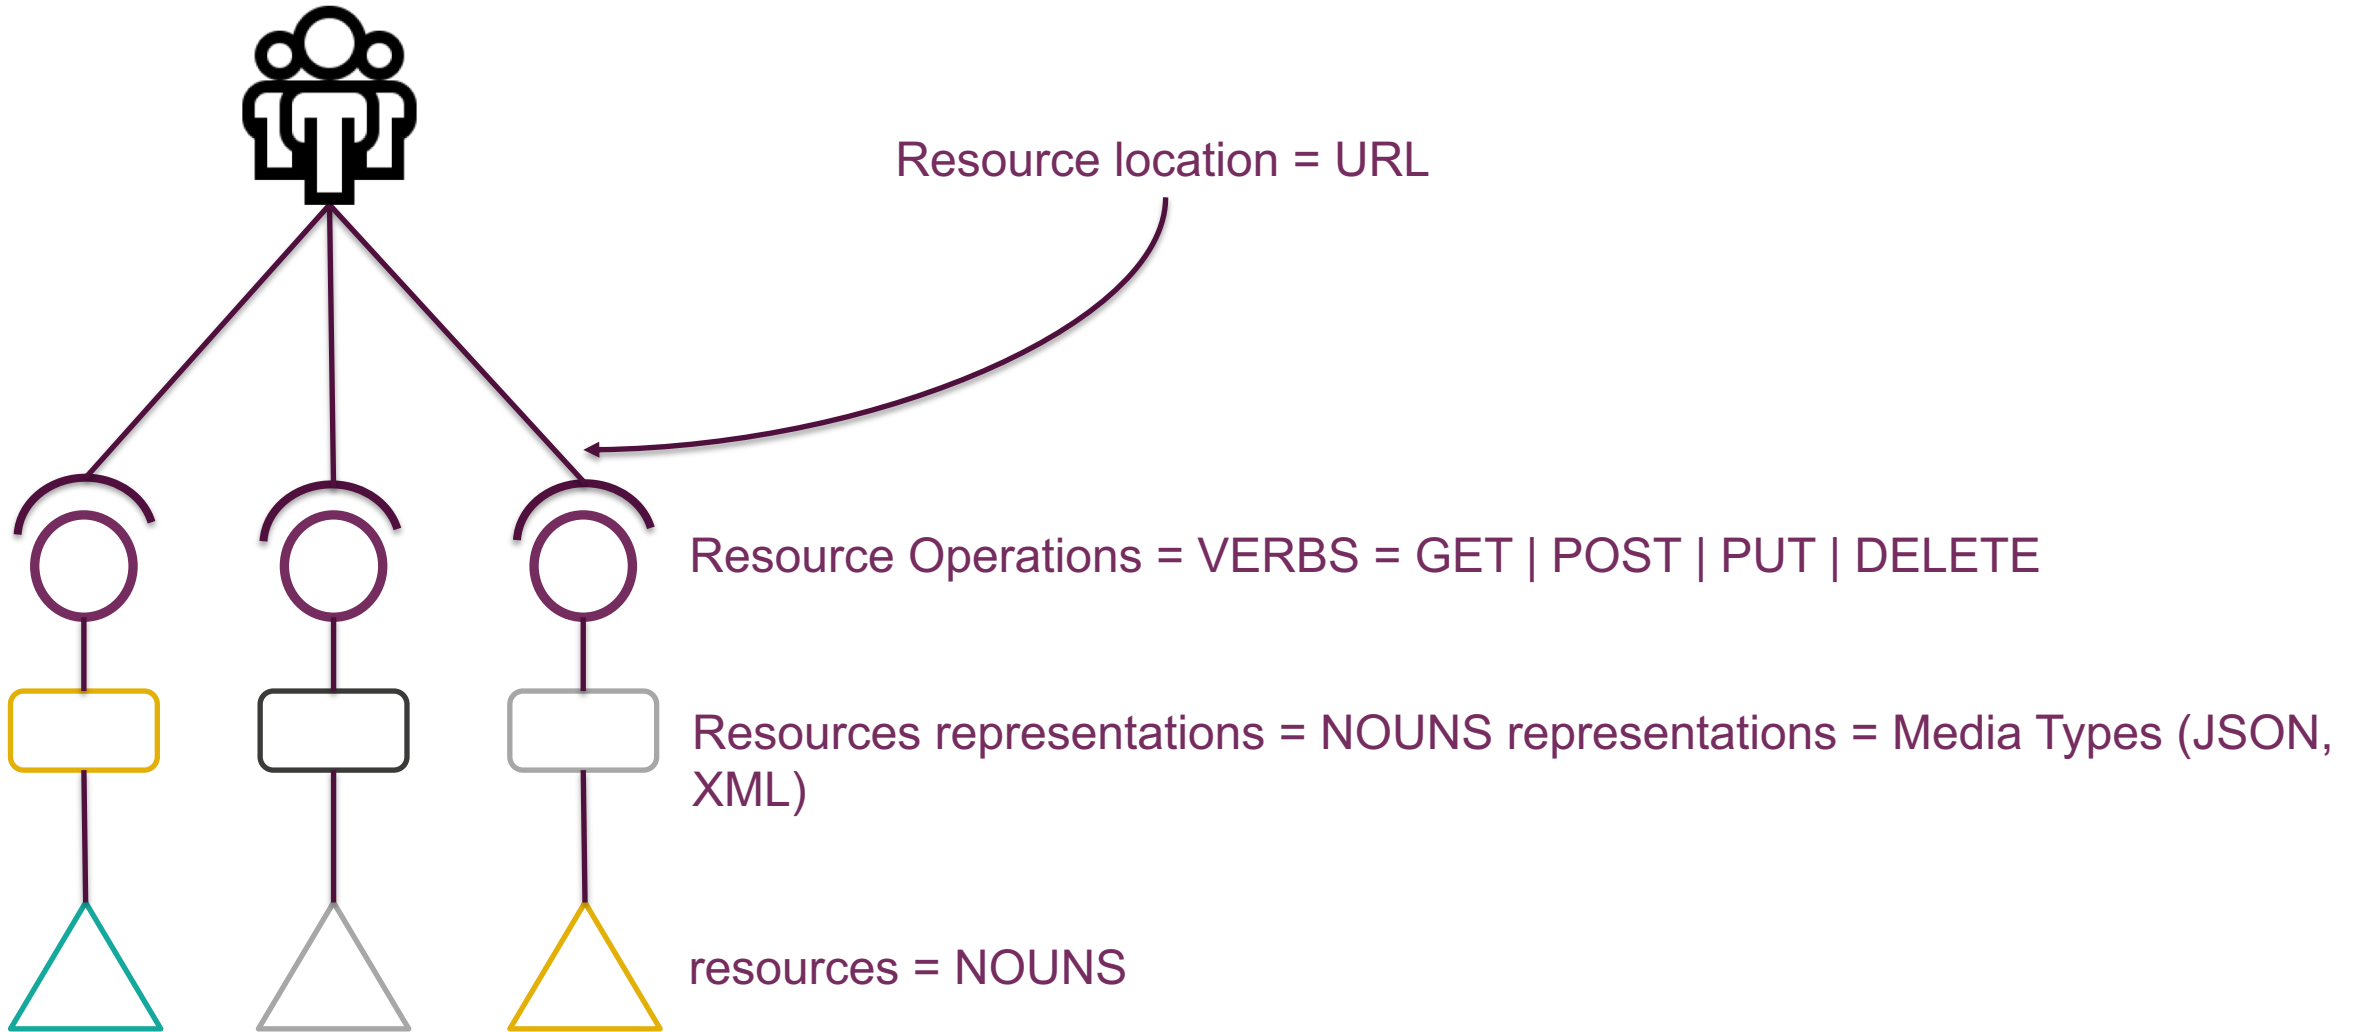 Resource location = URL
Resource Operations = VERBS = GET | POST | PUT | DELETE
Resources representations = NOUNS representations = Media Types (JSON,
XML)
resources = NOUNS